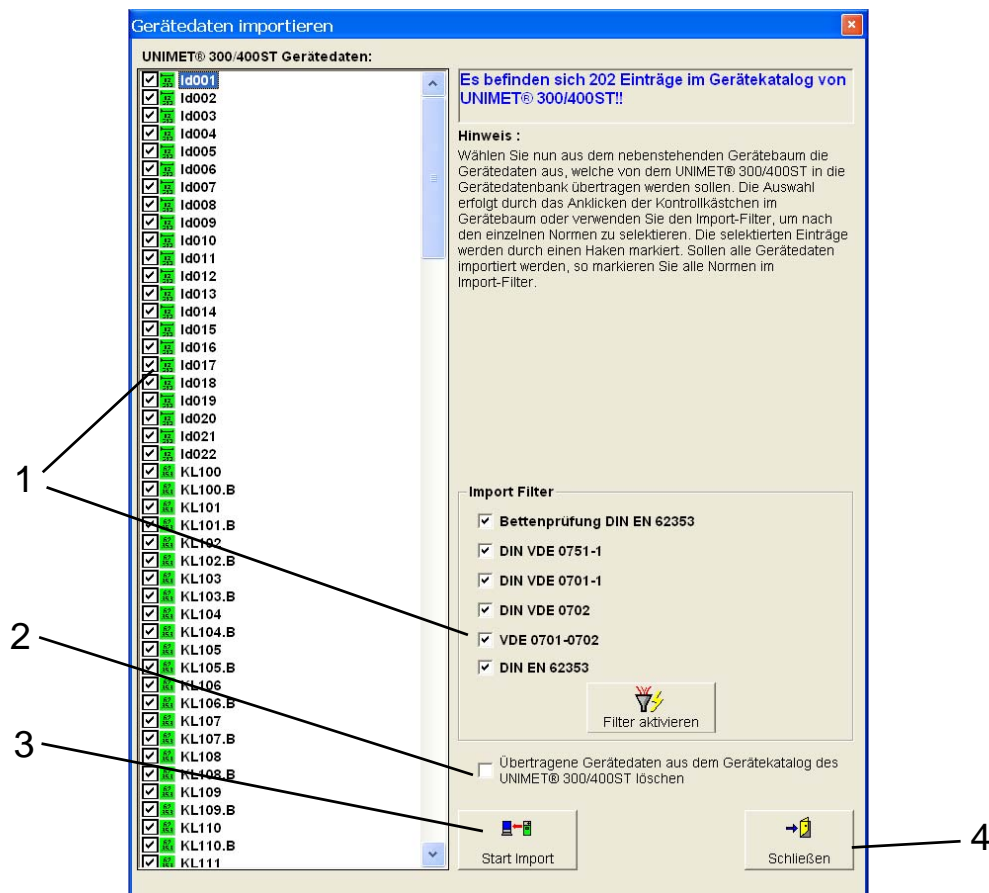 Gerätedaten importieren
UNIMET® 300/400ST Gerätedaten:
Id001
Id002
Id003
Id004
Id005
Id006
Id007
Id008
Id009
Id010
Id011
Id012
Id013
Id014
Id015
Id016
Id017
Id018
Id019
Id020
Id021
Id022
KL100
KL100.B
KL101
KL101.B
KL102
KL102.B
KL103
KL103.B
KL104
KL104.B
KL105
KL105.B
KL106
KL106.B
KL107
KL107.B
KL108
KL108.B
KL109
KL109.B
KL110
KL110.B
KL111
Es befinden sich 202 Einträge im Gerätekatalog von
UNIMET® 300/400ST!!
Hinweis :
Wählen Sie nun aus dem nebenstehenden Gerätebaum die
Gerätedaten aus, welche von dem UNIMET® 300/400ST in die
Gerätedatenbank übertragen werden sollen. Die Auswahl
erfolgt durch das Anklicken der Kontrollkästchen im
Gerätebaum oder verwenden Sie den Import-Filter, um nach
den einzelnen Normen zu selektieren. Die selektierten Einträge
werden durch einen Haken markiert. Sollen alle Gerätedaten
importiert werden, so markieren Sie alle Normen im
Import-Filter.
Import Filter
Bettenprüfung DIN EN 62353
DIN VDE 0751-1
DIN VDE 0701-1
DIN VDE 0702
VDE 0701-0702
DIN EN 62353
Filter aktivieren
Übertragene Gerätedaten aus dem Gerätekatalog des
UNIMET® 300/400ST löschen
Start Import
Schließen
1
2
3
4